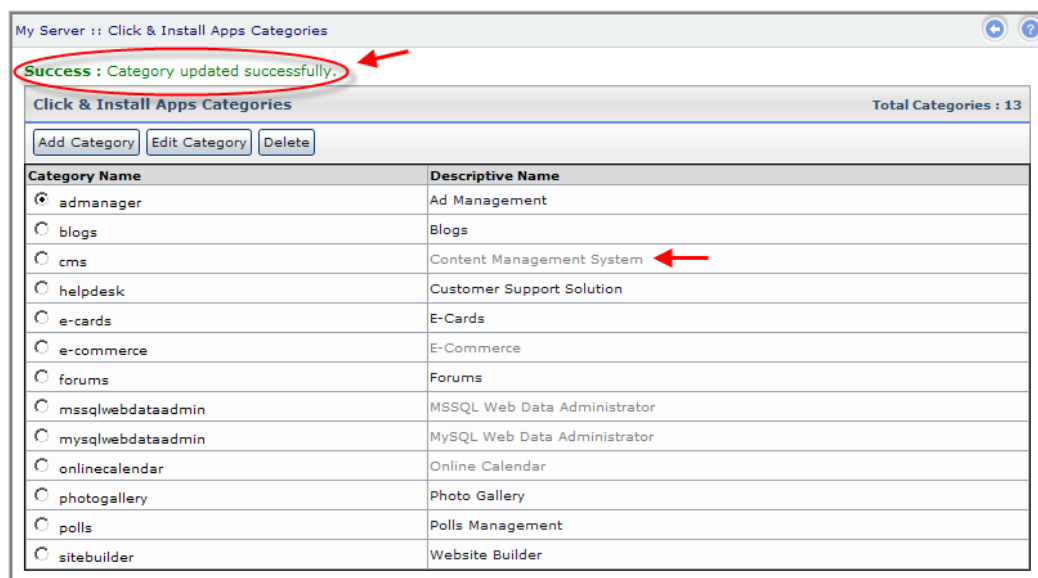 My Server :: Click & Install Apps Categories
?
Success : Category updated successfully.
Click & Install Apps Categories Total Categories : 13
Add Category Edit Category Delete
Category Name Descriptive Name
admanager Ad Management
blogs Blogs
cms Content Management System
helpdesk Customer Support Solution
e-cards E-Cards
e-commerce E-Commerce
forums Forums
mssqlwebdataadmin MSSQL Web Data Administrator
mysqlwebdataadmin MySQL Web Data Administrator
onlinecalendar Online Calendar
photogallery Photo Gallery
polls Polls Management
sitebuilder Website Builder